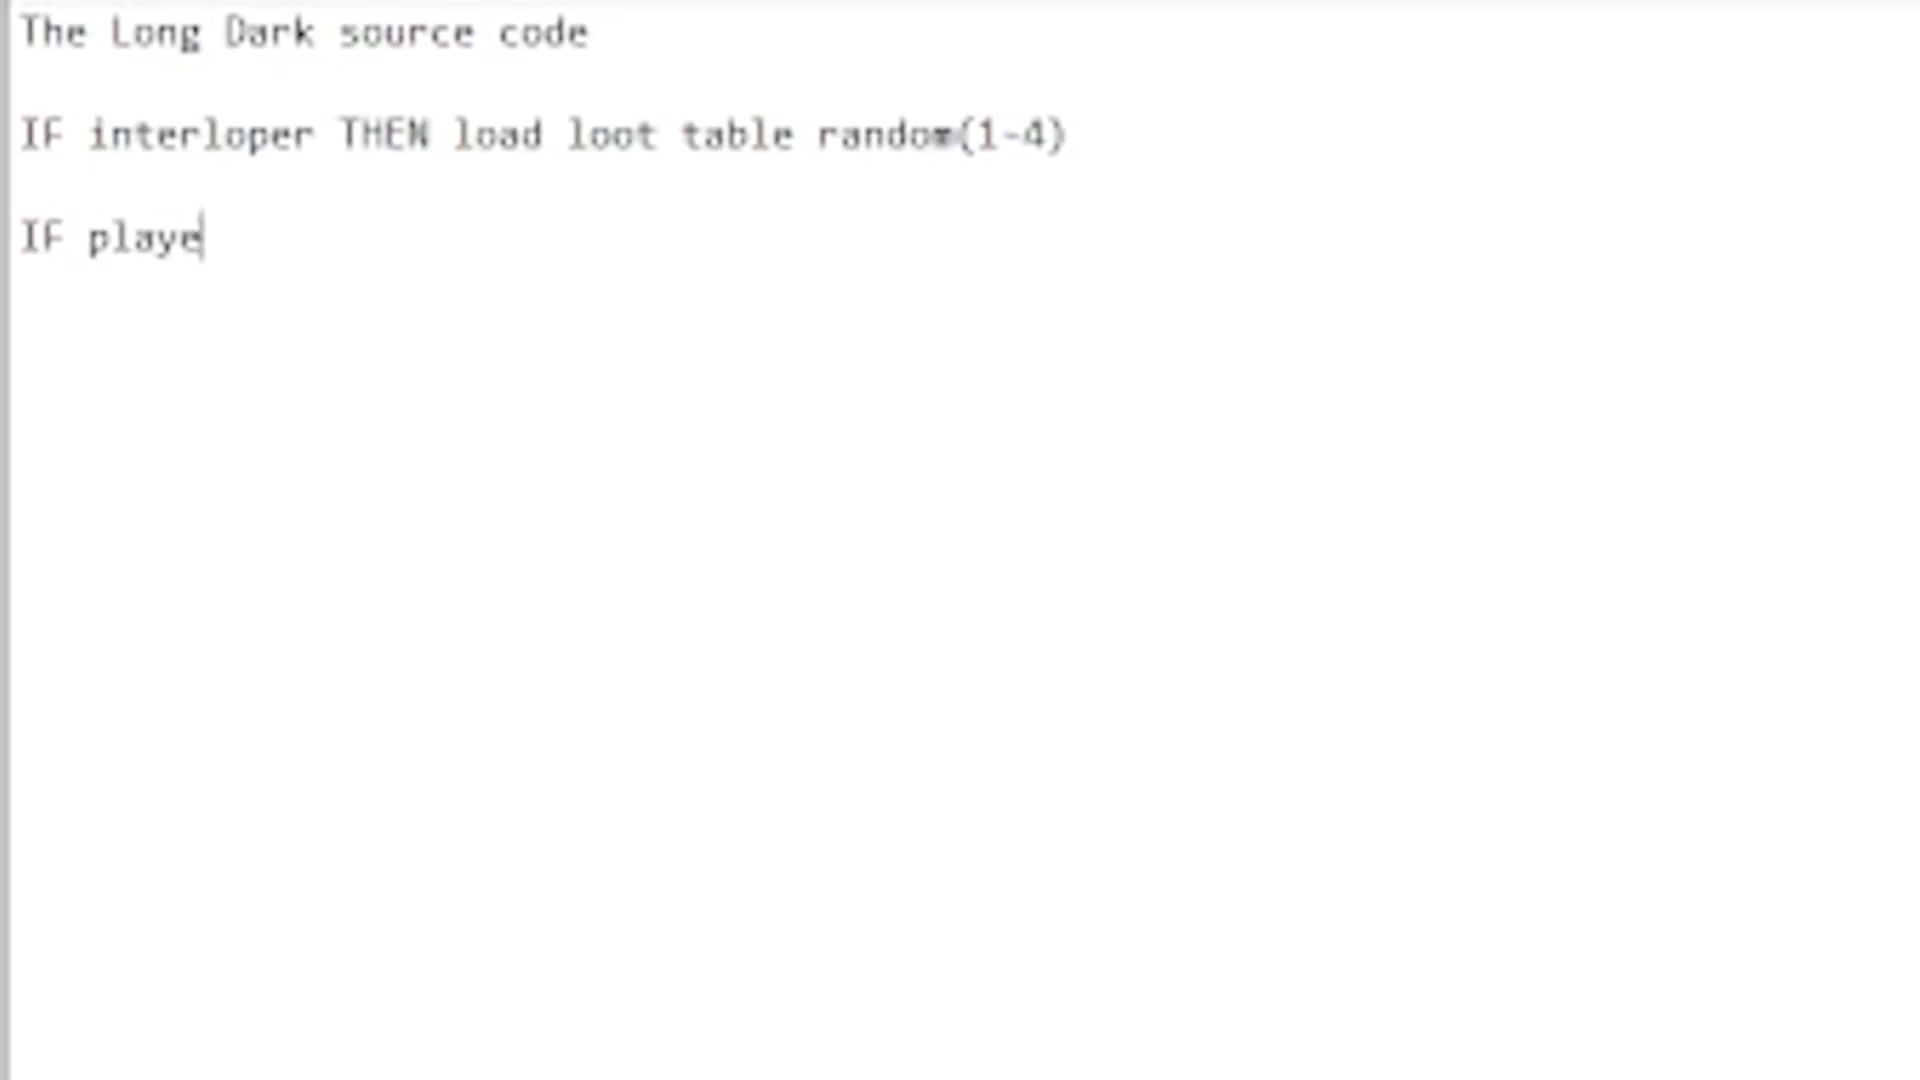 The Long Dark source code
IF interloper THEN load loot table random(1-4)
IF playe